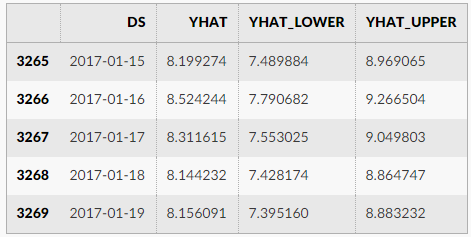 DS YHAT YHAT_LOWER YHAT_UPPER
3265 2017-01-15 8.199274 7.489884 8.969065
3266 2017-01-16 8.524244 7.790682 9.266504
3267 2017-01-17 8.311615 7.553025 9.049803
3268 2017-01-18 8.144232 7.428174 8.864747
3269 2017-01-19 8.156091 7.395160 8.883232